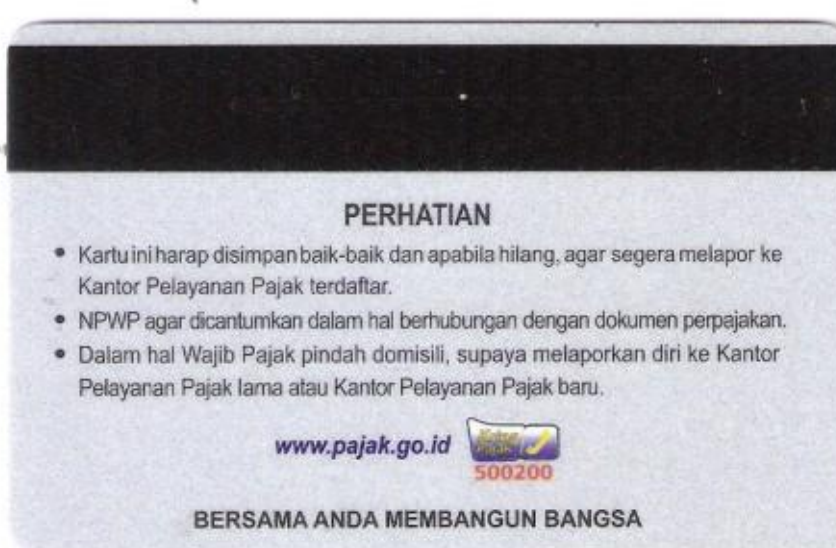 PERHATIAN
• Kartu ini harap disimpan baik-baik dan apabila hilang, agar segera melapor ke
Kantor Pelayanan Pajak terdaftar.
• NPWP agar dicantumkan dalam hal berhubungan dengan dokumen perpajakan.
• Dalam hal Wajib Pajak pindah domisili, supaya melaporkan diri ke Kantor
Pelayanan Pajak lama atau Kantor Pelayanan Pajak baru.
www.pajak.go.id
500200
BERSAMA ANDA MEMBANGUN BANGSA